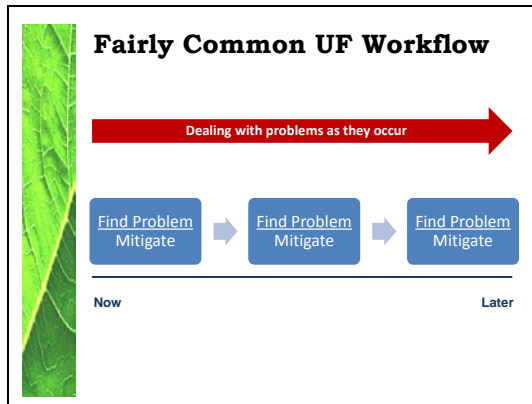 Fairly Common UF Workflow
Dealing with problems as they occur
Find Problem
Mitigate
Find Problem
Mitigate
Find Problem
Mitigate
Now
Later